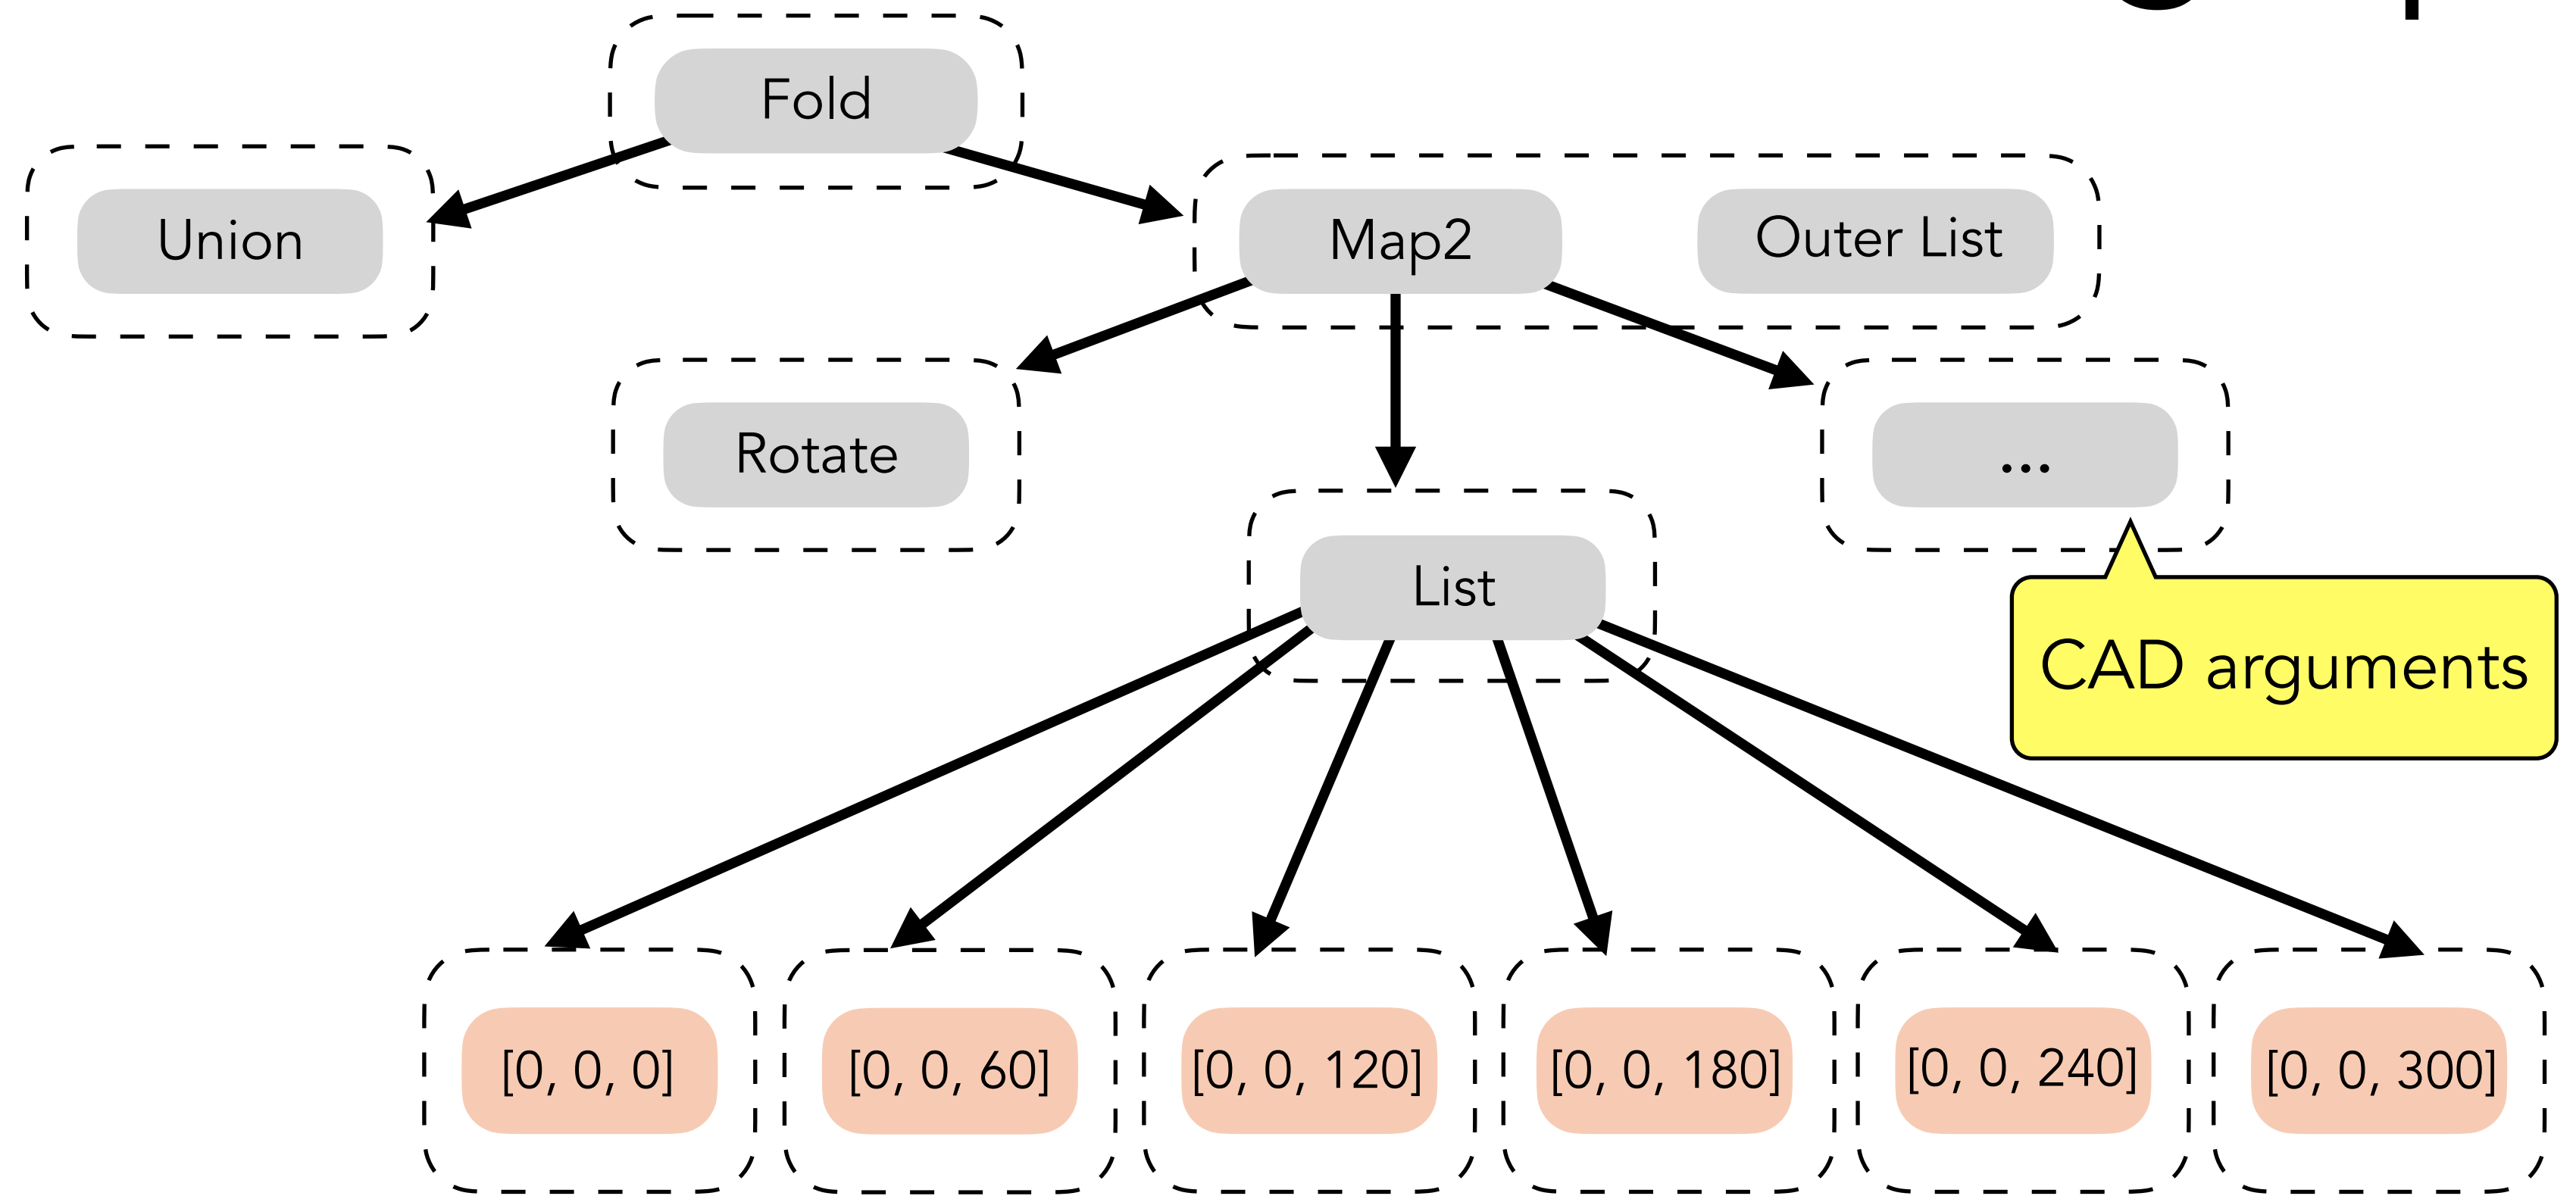 Fold
Union
Map2
Outer List
Rotate
...
List
CAD arguments
[0, 0, 0]
[0, 0, 60]
[0, 0, 120]
[0, 0, 180]
[0, 0, 240]
[0, 0, 300]